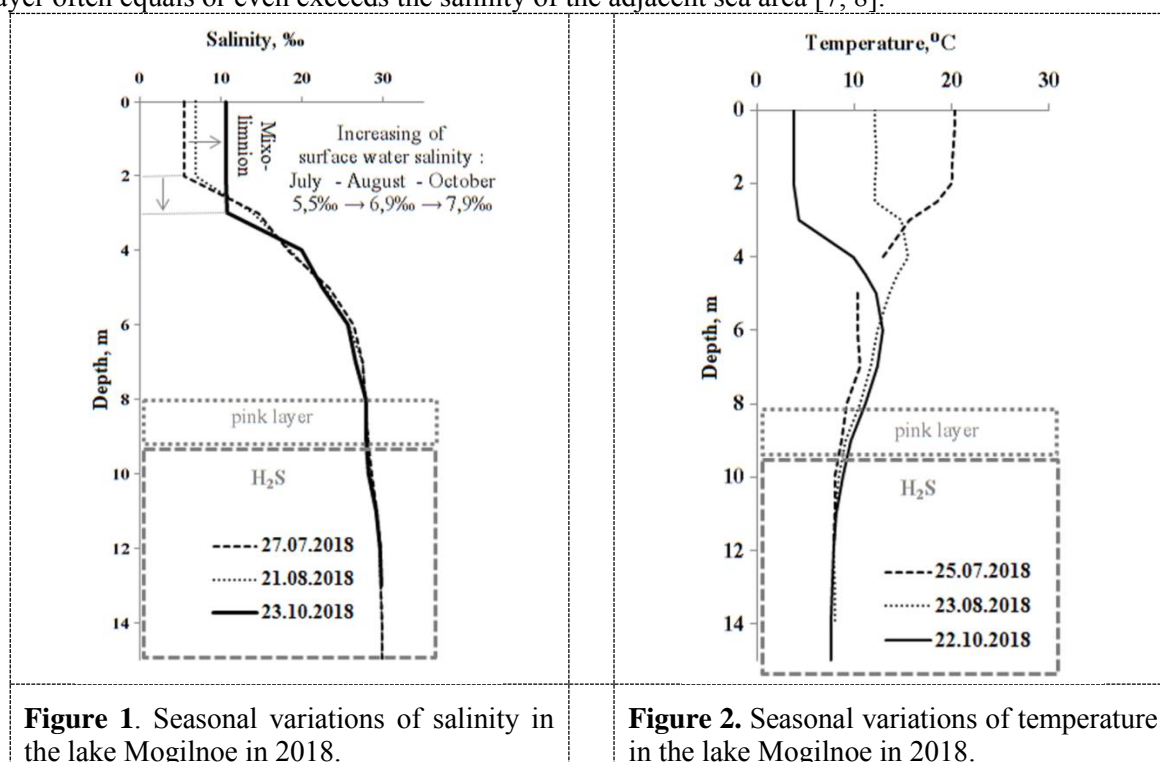 layer often equals or even exceeds the salinity of the adjacent sea area [7, 8].
Salinity, ‰
0 10 20 30
0
2
4
6
8
10
12
14
Depth, m
Mixo-
limnion
Increasing of
surface water salinity :
July - August - October
5,5‰ → 6,9‰ → 7,9‰
pink layer
H₂S
27.07.2018
21.08.2018
23.10.2018
Figure 1. Seasonal variations of salinity in
the lake Mogilnoe in 2018.
Temperature,⁰C
0 10 20 30
0
2
4
6
8
10
12
14
Depth, m
pink layer
H₂S
25.07.2018
23.08.2018
22.10.2018
Figure 2. Seasonal variations of temperature
in the lake Mogilnoe in 2018.